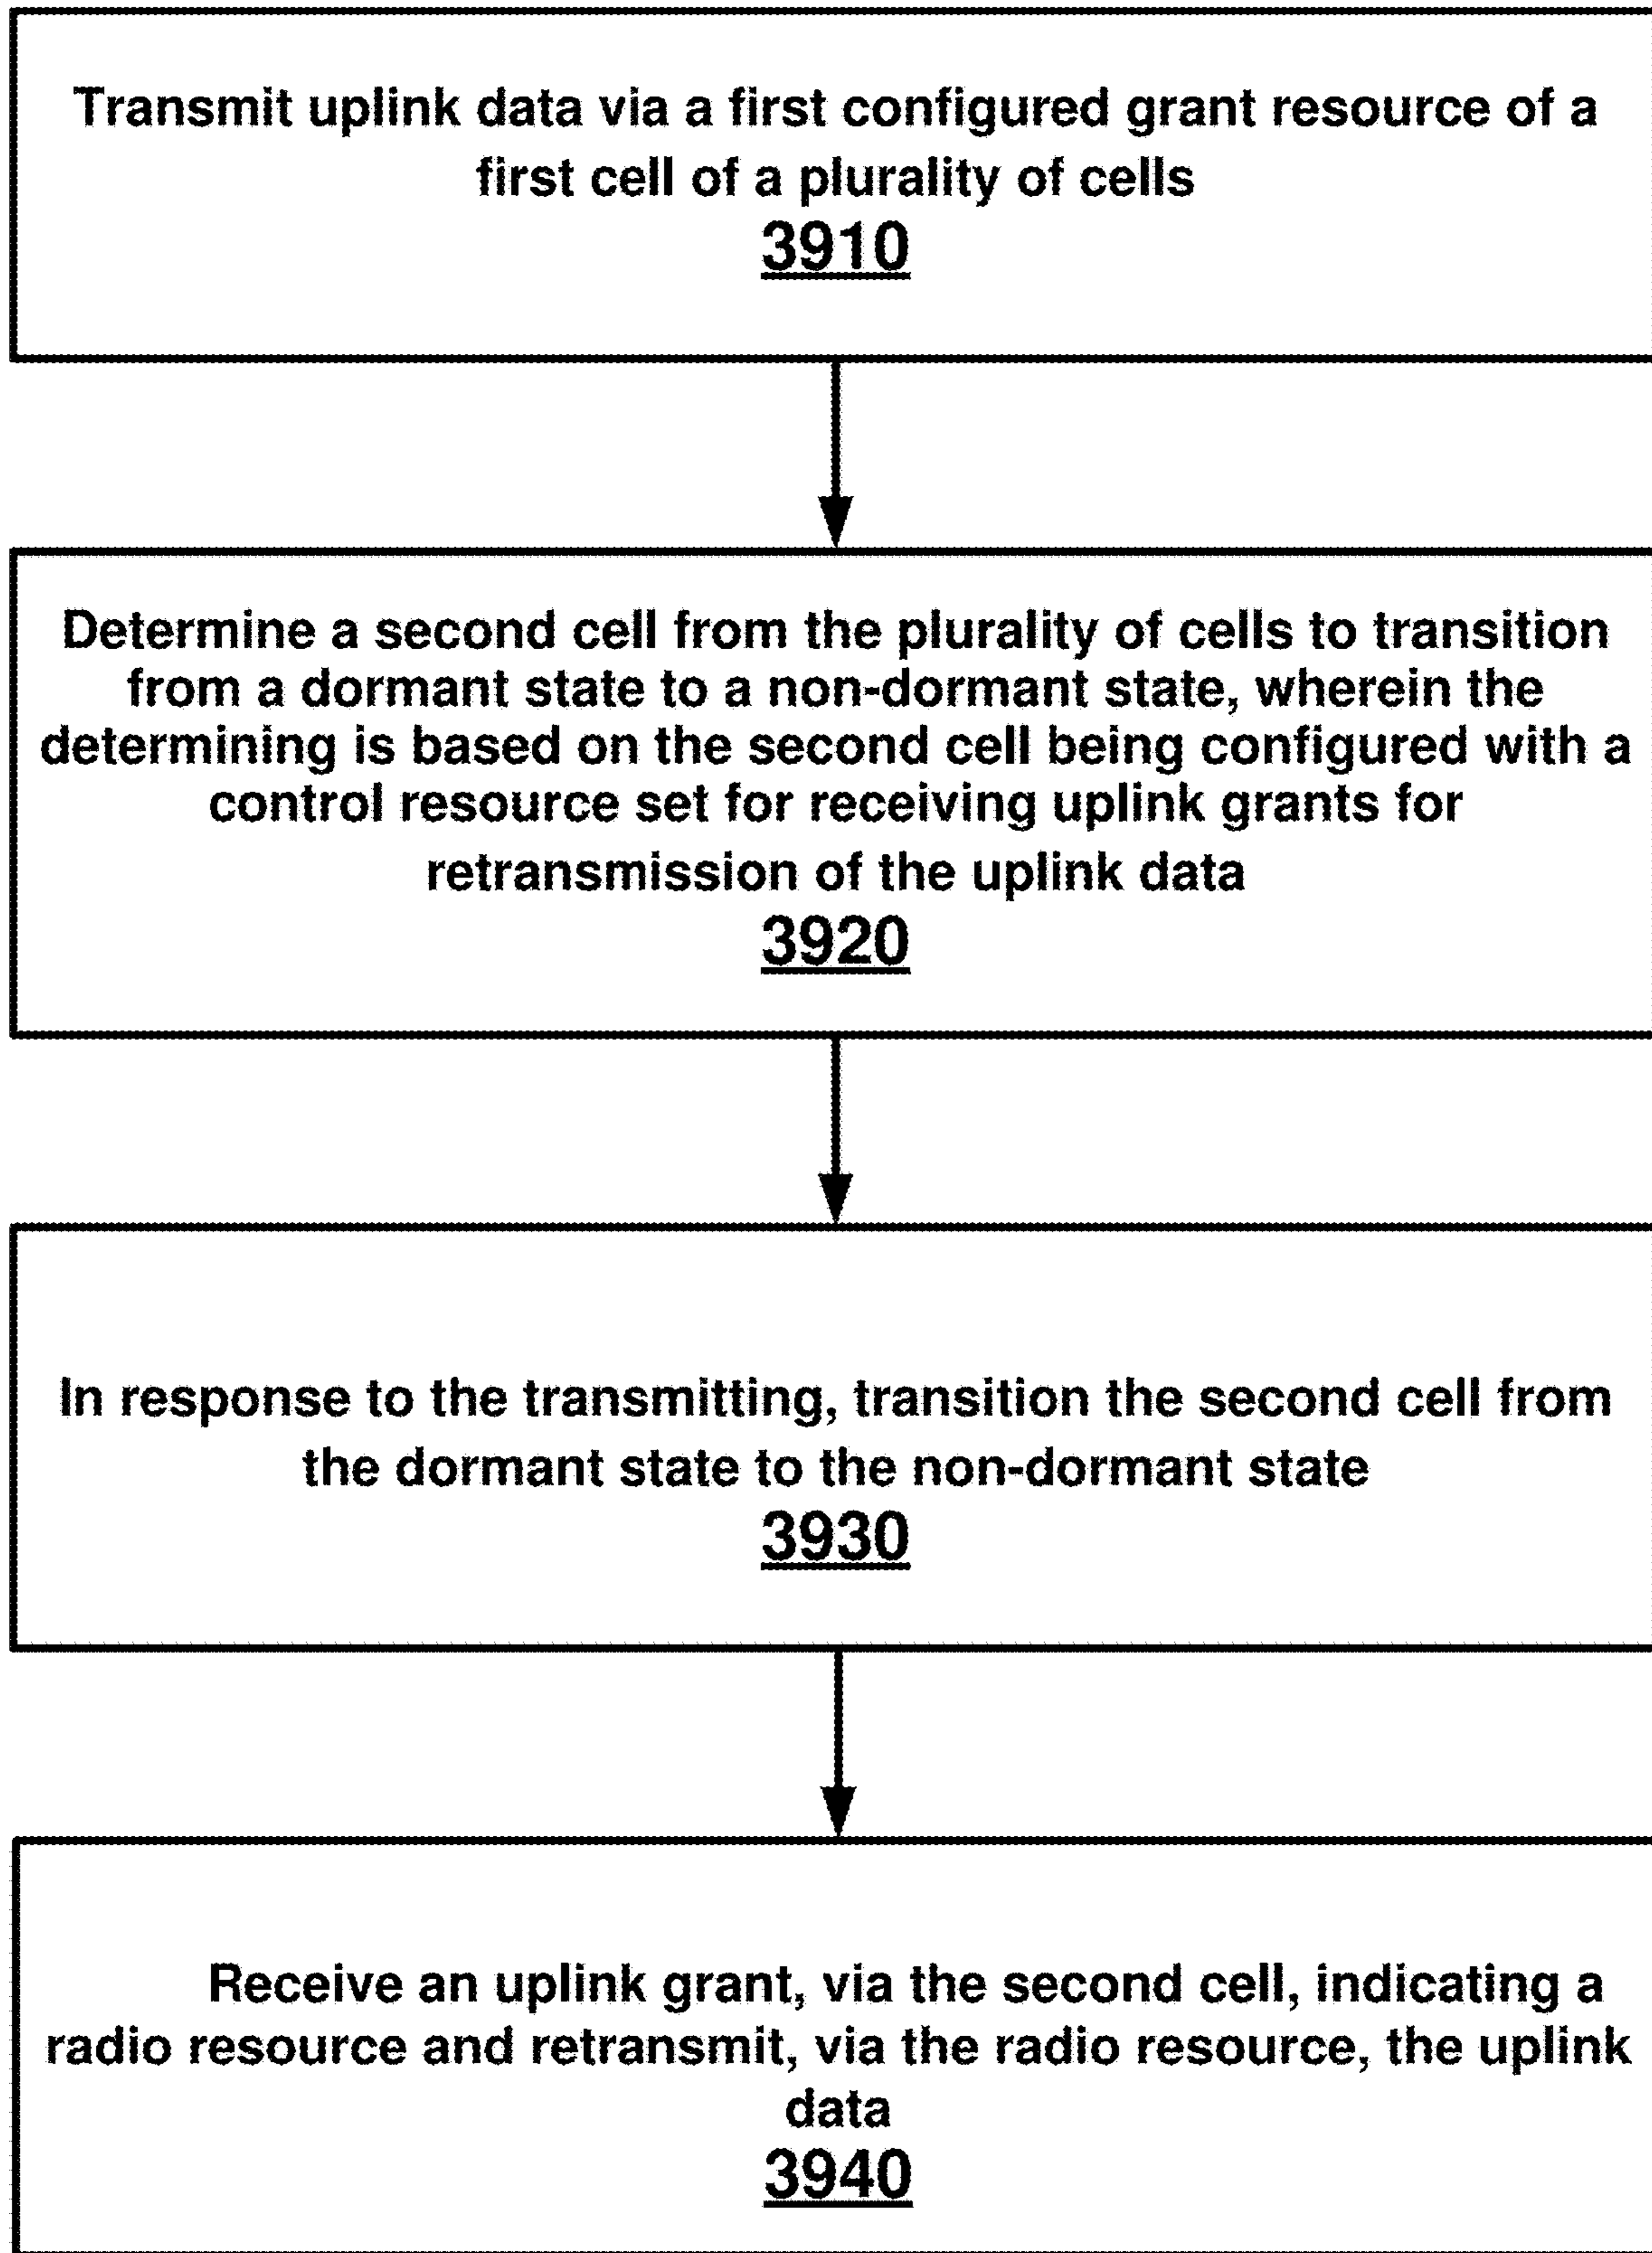 Transmit uplink data via a first configured grant resource of a
first cell of a plurality of cells
3910
Determine a second cell from the plurality of cells to transition
from a dormant state to a non-dormant state, wherein the
determining is based on the second cell being configured with a
control resource set for receiving uplink grants for
retransmission of the uplink data
3920
In response to the transmitting, transition the second cell from
the dormant state to the non-dormant state
3930
Receive an uplink grant, via the second cell, indicating a
radio resource and retransmit, via the radio resource, the uplink
data
3940